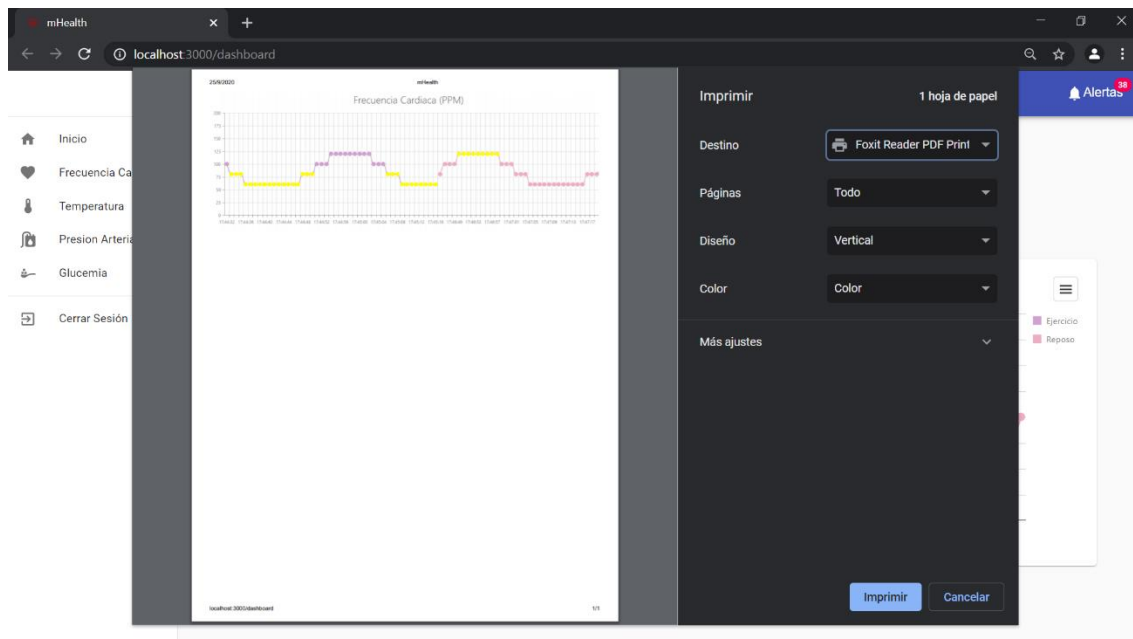 mHealth
localhost:3000/dashboard
Alertas
38
Inicio
Frecuencia Ca
Temperatura
Presion Arteria
Glucemia
Cerrar Sesión
25/9/2020
mHealth
Frecuencia Cardiaca (PPM)
localhost:3000/dashboard
1/1
Imprimir
1 hoja de papel
Destino
Foxit Reader PDF Print
Páginas
Todo
Diseño
Vertical
Color
Color
Más ajustes
Imprimir
Cancelar
Ejercicio
Reposo